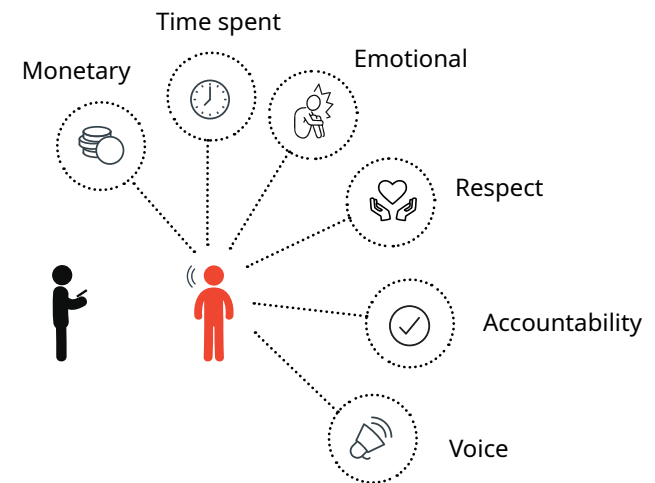 Time spent
Monetary
Emotional
Respect
Accountability
Voice